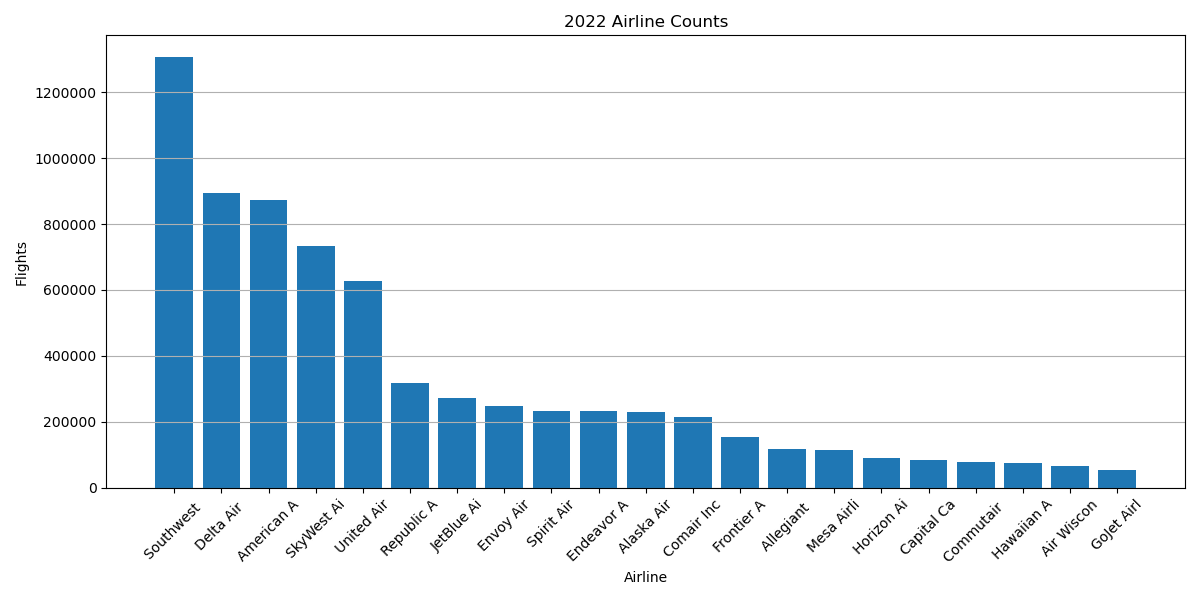 2022 Airline Counts
Flights
1200000
1000000
800000
600000
400000
200000
0
Southwest
Delta Air
American A
SkyWest Ai
United Air
Republic A
JetBlue Ai
Envoy Air
Spirit Air
Endeavor A
Alaska Air
Comair Inc
Frontier A
Allegiant
Mesa Airli
Horizon Ai
Capital Ca
Commutair
Hawaiian A
Air Wiscon
GoJet Airl
Airline